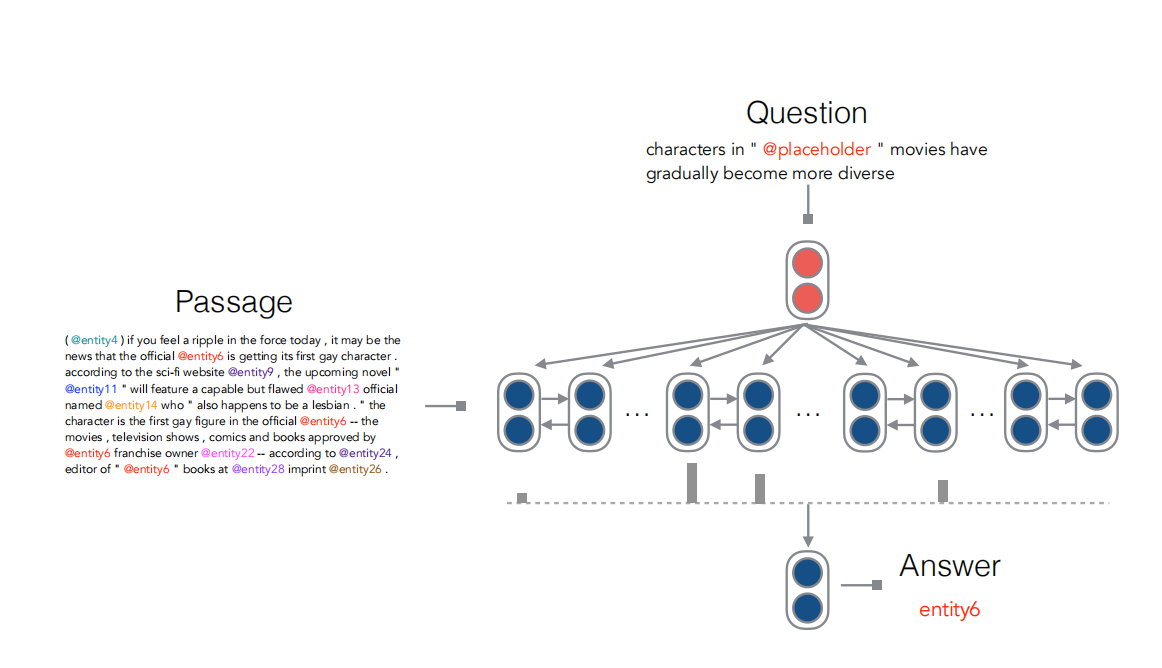 Question
characters in " @placeholder " movies have
gradually become more diverse
Passage
( @entity4 ) if you feel a ripple in the force today , it may be the
news that the official @entity6 is getting its first gay character .
according to the sci-fi website @entity9 , the upcoming novel "
@entity11 " will feature a capable but flawed @entity13 official
named @entity14 who " also happens to be a lesbian . " the
character is the first gay figure in the official @entity6 -- the
movies , television shows , comics and books approved by
@entity6 franchise owner @entity22 -- according to @entity24 ,
editor of " @entity6 " books at @entity28 imprint @entity26 .
... ... ...
Answer
entity6